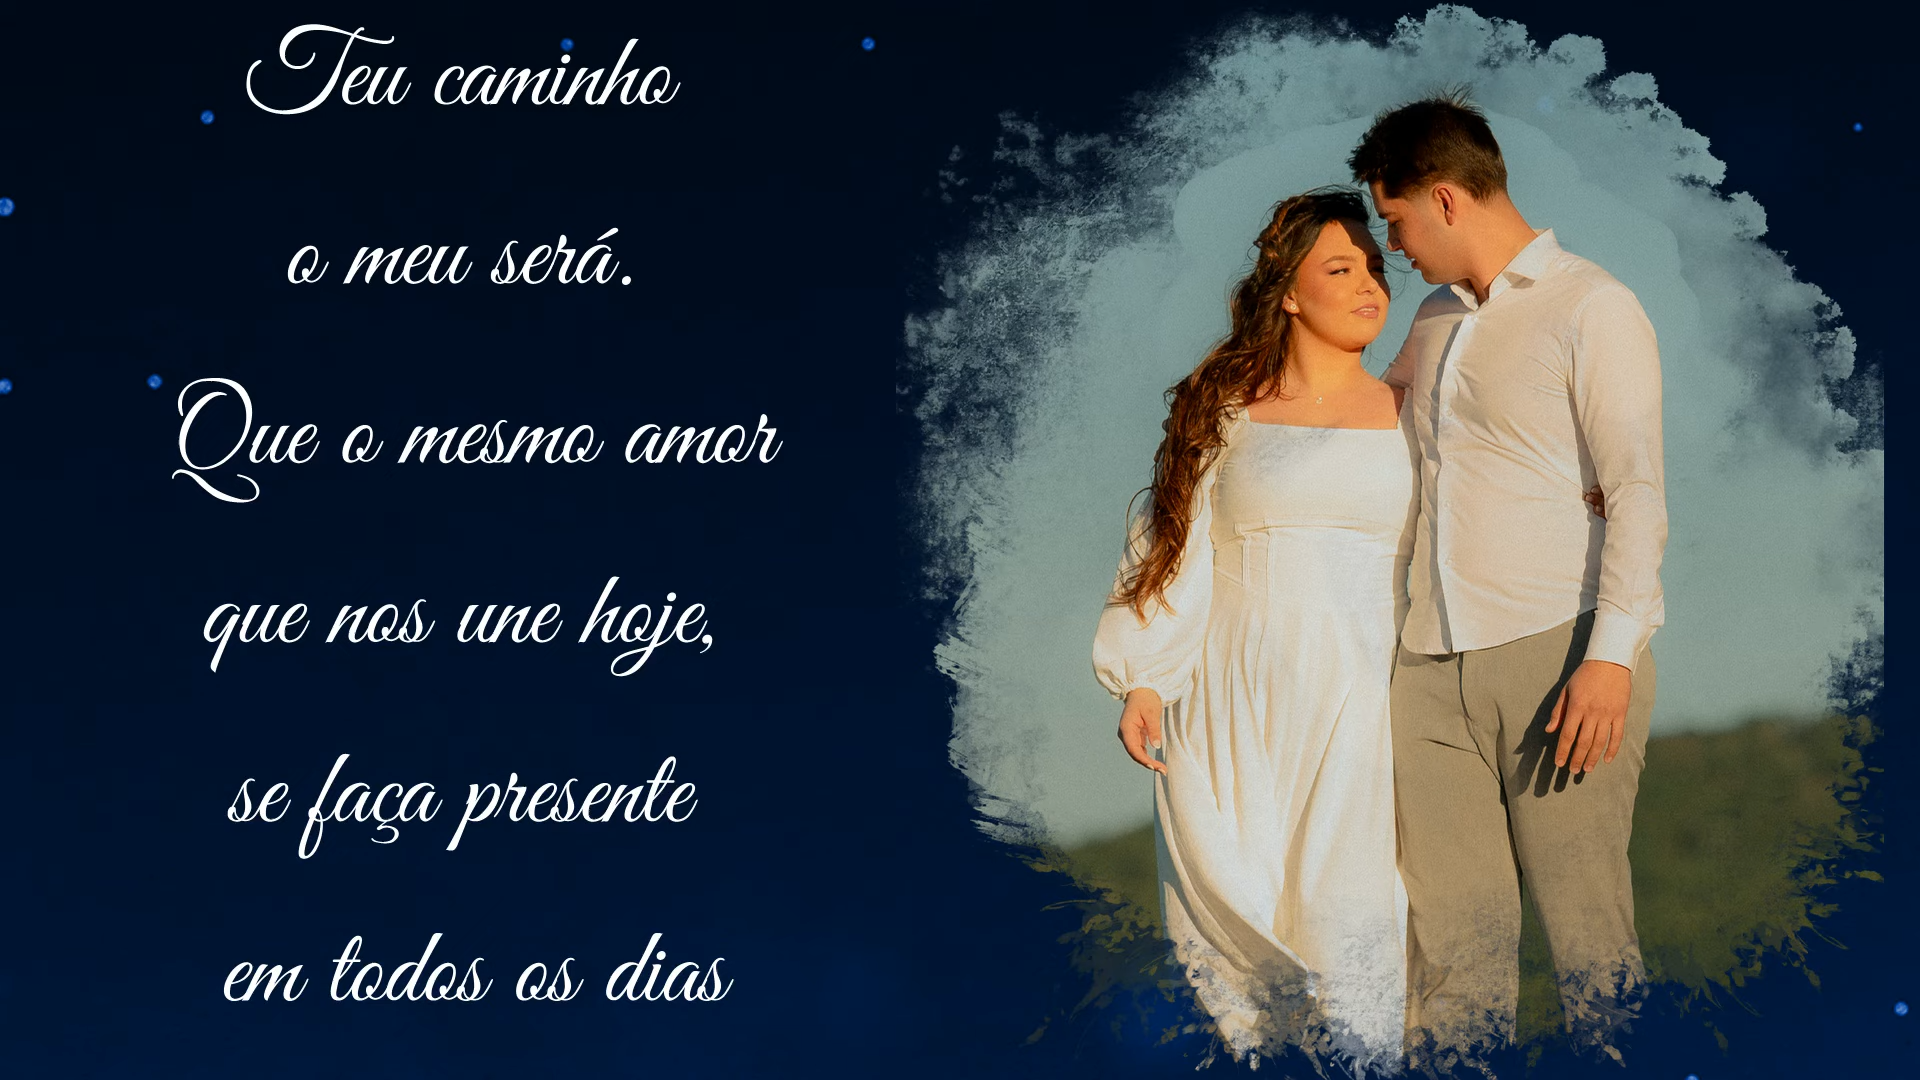 Teu caminho
o meu será.
Que o mesmo amor
que nos une hoje,
se faça presente
em todos os dias